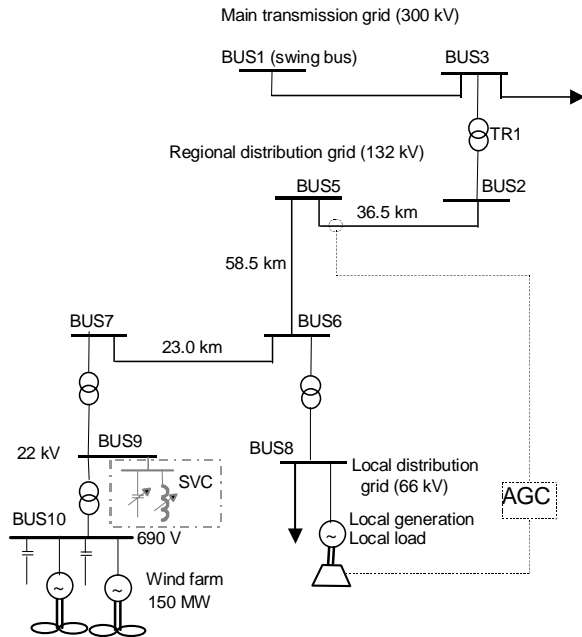 Main transmission grid (300 kV)
BUS1 (swing bus)
BUS3
TR1
Regional distribution grid (132 kV)
BUS5
BUS2
36.5 km
58.5 km
BUS7
BUS6
23.0 km
BUS9
22 kV
SVC
BUS8
Local distribution
grid (66 kV)
AGC
BUS10
690 V
~
Local generation
Local load
~
~
Wind farm
150 MW